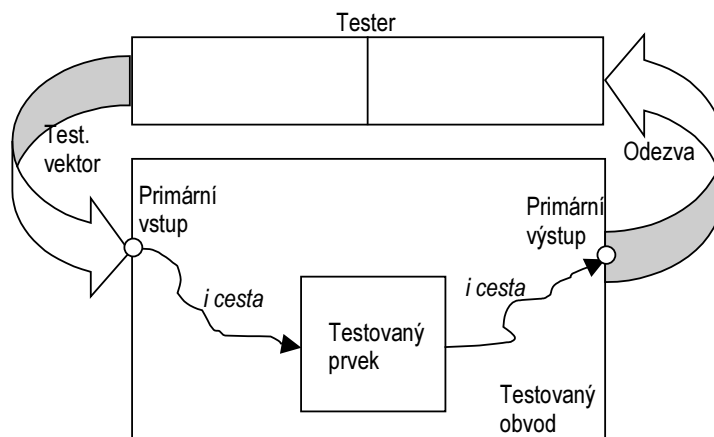 Tester
Test.
vektor
Odezva
Primární
vstup
Primární
výstup
i cesta
i cesta
Testovaný
prvek
Testovaný
obvod